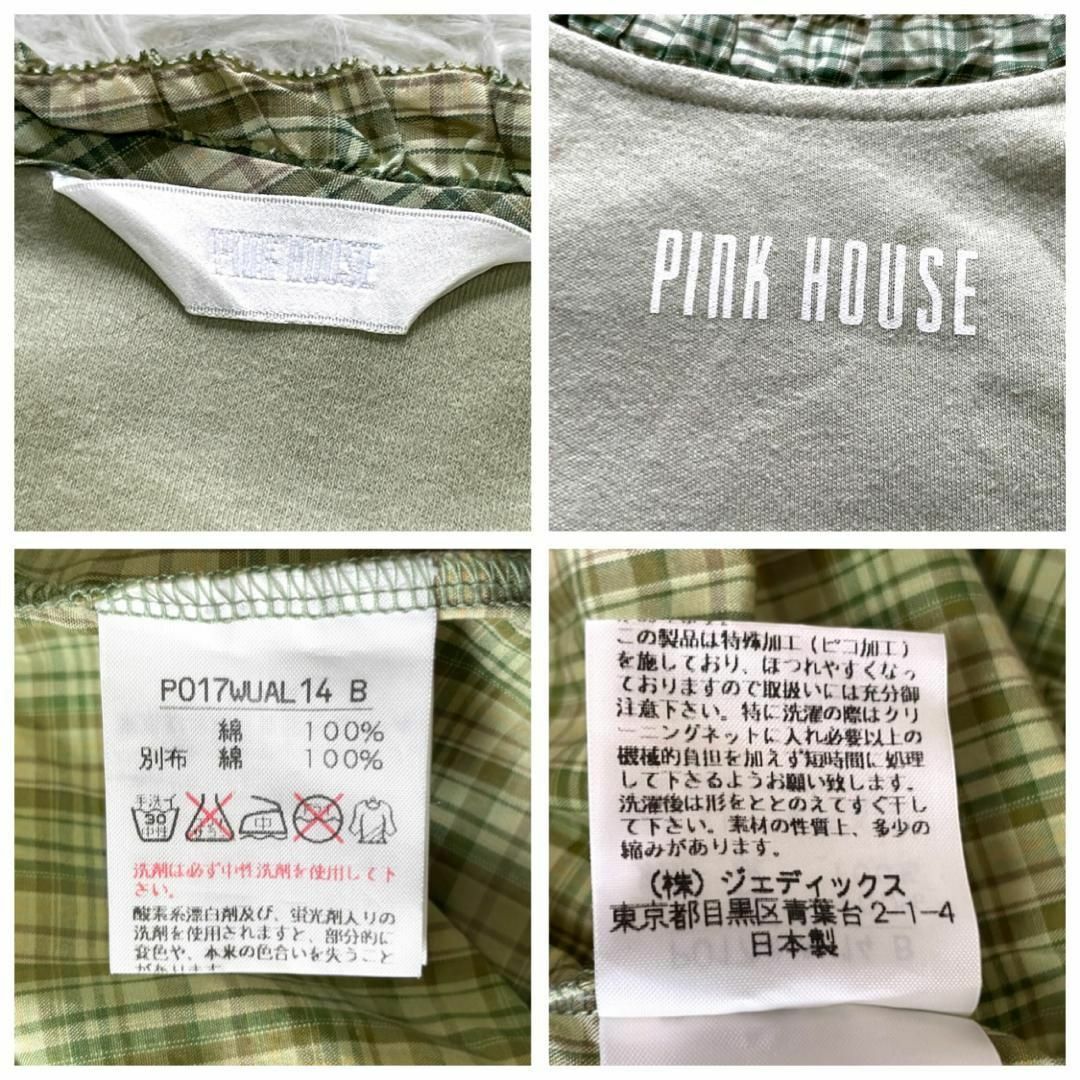 PINK HOUSE
PINK HOUSE
P017WUAL14 B
綿 100%
別布 綿 100%
手洗イ
30
中性
中
洗剤は必ず中性洗剤を使用して下
さい。
酸素系漂白剤及び、蛍光剤入りの
洗剤を使用されますと、部分的に
変色や、本来の色合いを失うこと
があります
この製品は特殊加工(ピコ加工)
を施しており、ほつれやすくなっ
ておりますので取扱いには充分御
注意下さい。特に洗濯の際はクリ
ーニングネットに入れ必要以上の
機械的負担を加えず短時間に処理
して下さるようお願い致します。
洗濯後は形をととのえてすぐ干し
て下さい。素材の性質上、多少の
縮みがあります。
(株) ジェディックス
東京都目黒区青葉台2-1-4
日本製